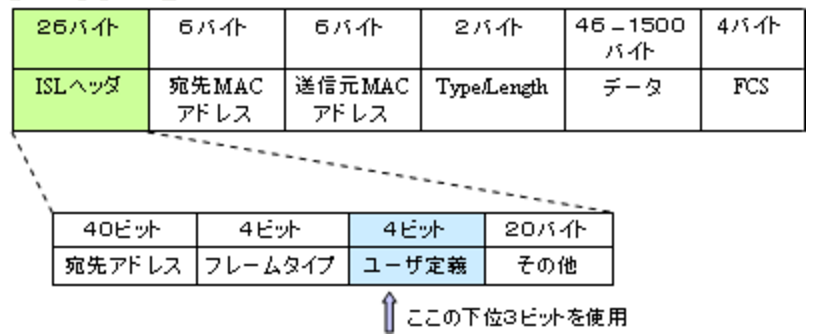 26バイト 6バイト 6バイト 2バイト 46－1500 4バイト
バイト
ISLヘッダ 宛先MAC 送信元MAC Type/Length データ FCS
アドレス アドレス
40ビット 4ビット 4ビット 20バイト
宛先アドレス フレームタイプ ユーザ定義 その他
ここの下位3ビットを使用